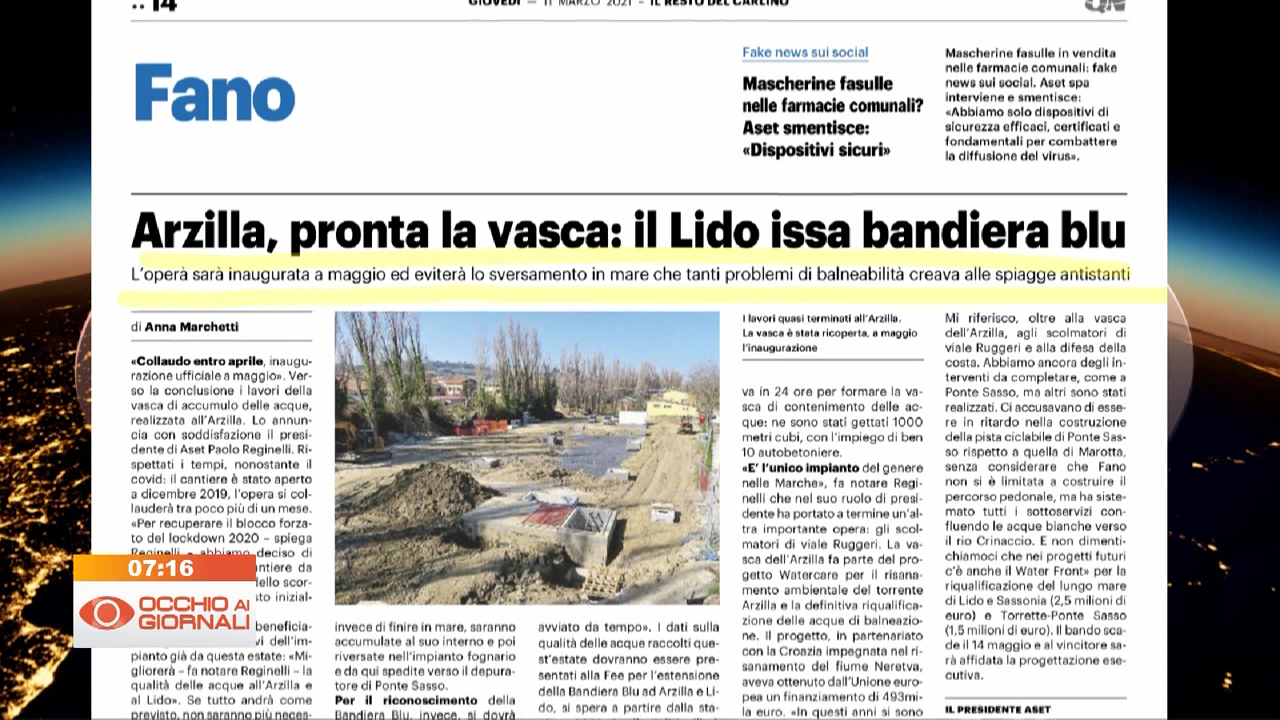 14
GIOVEDÌ — 11 MARZO 2021 – IL RESTO DEL CARLINO
Fano
Fake news sui social
Mascherine fasulle
nelle farmacie comunali?
Aset smentisce:
«Dispositivi sicuri»
Mascherine fasulle in vendita
nelle farmacie comunali: fake
news sui social. Aset spa
interviene e smentisce:
«Abbiamo solo dispositivi di
sicurezza efficaci, certificati e
fondamentali per combattere
la diffusione del virus».
Arzilla, pronta la vasca: il Lido issa bandiera blu
L'operà sarà inaugurata a maggio ed eviterà lo sversamento in mare che tanti problemi di balneabilità creava alle spiagge antistanti
di Anna Marchetti
«Collaudo entro aprile, inaugu-
razione ufficiale a maggio». Ver-
so la conclusione i lavori della
vasca di accumulo delle acque,
realizzata all'Arzilla. Lo annun-
cia con soddisfazione il presi-
dente di Aset Paolo Reginelli. Ri-
spettati i tempi, nonostante il
covid: il cantiere è stato aperto
a dicembre 2019, l'opera si col-
lauderà tra poco più di un mese.
«Per recuperare il blocco forza-
to del lockdown 2020 – spiega
Reginelli – abbiamo deciso di
ntiere da
ello scor-
to inizial-
beneficia-
vi dell'im-
pianto già da questa estate: «Mi-
gliorerà – fa notare Reginelli – la
qualità delle acque all'Arzilla e
al Lido». Se tutto andrà come
previsto, non saranno più neces-
invece di finire in mare, saranno
accumulate al suo interno e poi
riversate nell'impianto fognario
e da qui spedite verso il depura-
tore di Ponte Sasso.
Per il riconoscimento della
Bandiera Blu, invece, si dovrà
avviato da tempo». I dati sulla
qualità delle acque raccolti que-
st'estate dovranno essere pre-
sentati alla Fee per l'estensione
della Bandiera Blu ad Arzilla e Li-
do, si spera a partire dalla sta-
I lavori quasi terminati all'Arzilla.
La vasca è stata ricoperta, a maggio
l'inaugurazione
va in 24 ore per formare la va-
sca di contenimento delle ac-
que: ne sono stati gettati 1000
metri cubi, con l'impiego di ben
10 autobetoniere.
«E' l'unico impianto del genere
nelle Marche», fa notare Regi-
nelli che nel suo ruolo di presi-
dente ha portato a termine un'al-
tra importante opera: gli scol-
matori di viale Ruggeri. La va-
sca dell'Arzilla fa parte del pro-
getto Watercare per il risana-
mento ambientale del torrente
Arzilla e la definitiva riqualifica-
zione delle acque di balneazio-
ne. Il progetto, in partenariato
con la Croazia impegnata nel ri-
sanamento del fiume Neretva,
aveva ottenuto dall'Unione euro-
pea un finanziamento di 493mi-
la euro. «In questi anni si sono
Mi riferisco, oltre alla vasca
dell'Arzilla, agli scolmatori di
viale Ruggeri e alla difesa della
costa. Abbiamo ancora degli in-
terventi da completare, come a
Ponte Sasso, ma altri sono stati
realizzati. Ci accusavano di esse-
re in ritardo nella costruzione
della pista ciclabile di Ponte Sas-
so rispetto a quella di Marotta,
senza considerare che Fano
non si è limitata a costruire il
percorso pedonale, ma ha siste-
mato tutti i sottoservizi con-
fluendo le acque bianche verso
il rio Crinaccio. E non dimenti-
chiamoci che nei progetti futuri
c'è anche il Water Front» per la
riqualificazione del lungo mare
di Lido e Sassonia (2,5 milioni di
euro) e Torrette-Ponte Sasso
(1,5 milioni di euro). Il bando sca-
de il 14 maggio e al vincitore sa-
rà affidata la progettazione ese-
cutiva.
IL PRESIDENTE ASET
07:16
OCCHIO AI
GIORNALI